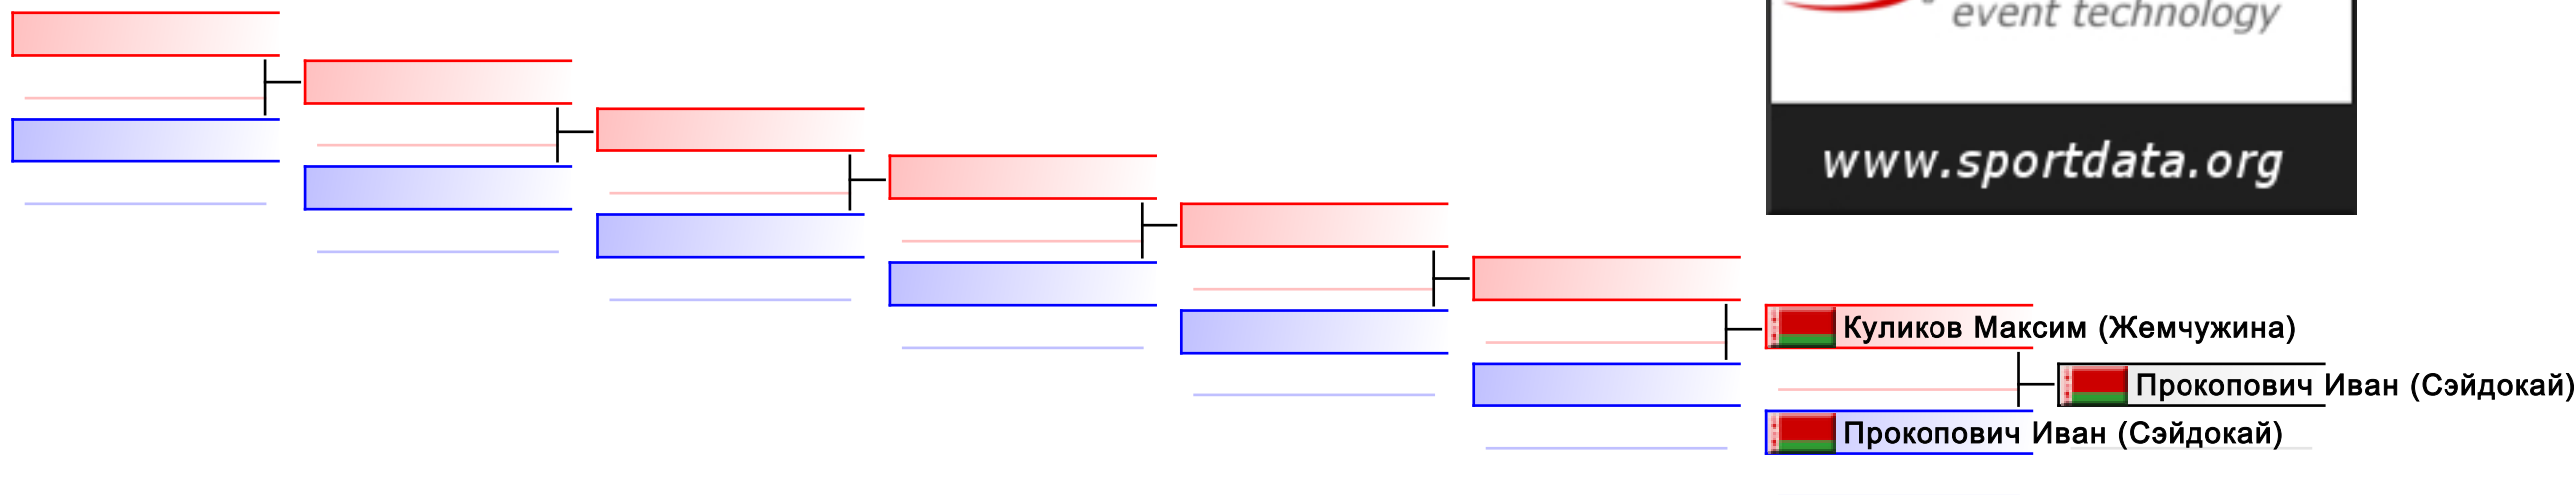 event technology
www.sportdata.org
Куликов Максим (Жемчужина)
Прокопович Иван (Сэйдокай)
Прокопович Иван (Сэйдокай)